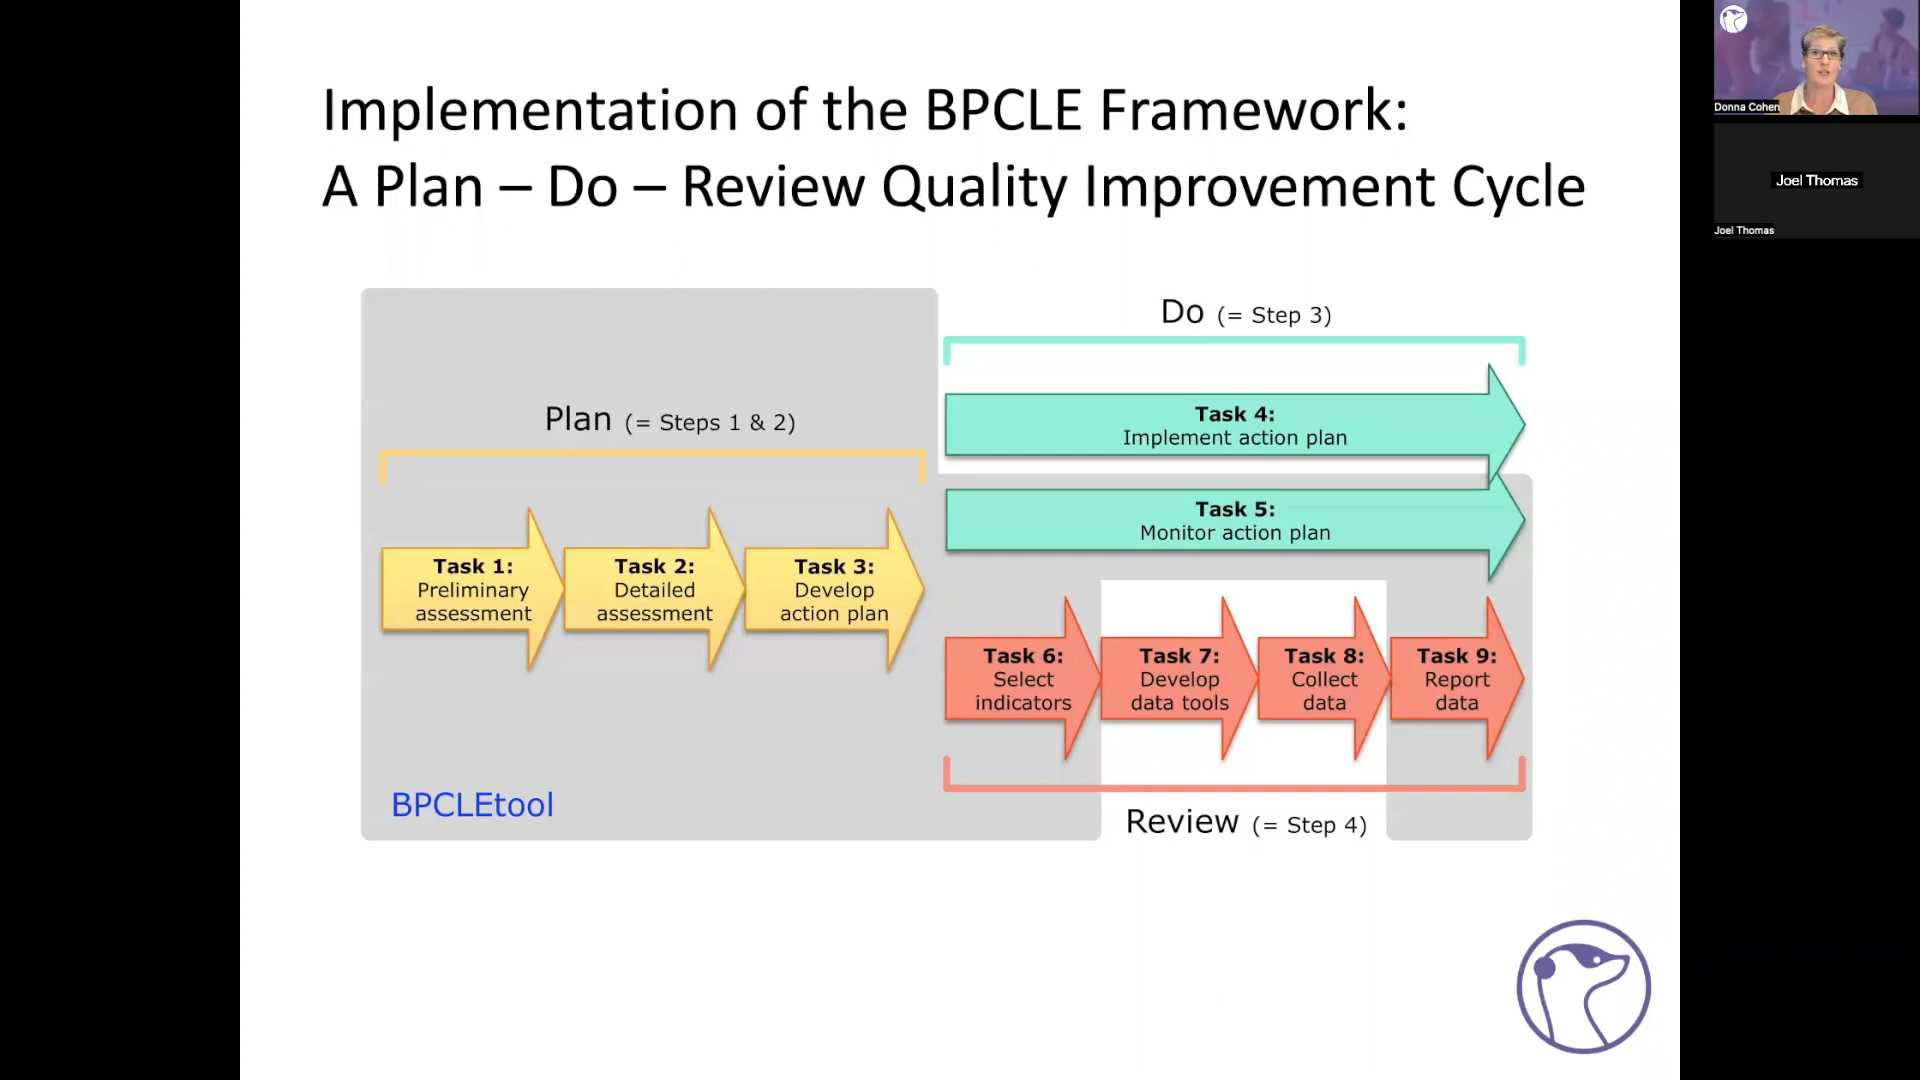 Implementation of the BPCLE Framework:
A Plan – Do – Review Quality Improvement Cycle
Plan (= Steps 1 & 2)
Task 1:
Preliminary
assessment
Task 2:
Detailed
assessment
Task 3:
Develop
action plan
Do (= Step 3)
Task 4:
Implement action plan
Task 5:
Monitor action plan
Task 6:
Select
indicators
Task 7:
Develop
data tools
Task 8:
Collect
data
Task 9:
Report
data
Review (= Step 4)
BPCLEtool
Donna Cohen
Joel Thomas
Joel Thomas